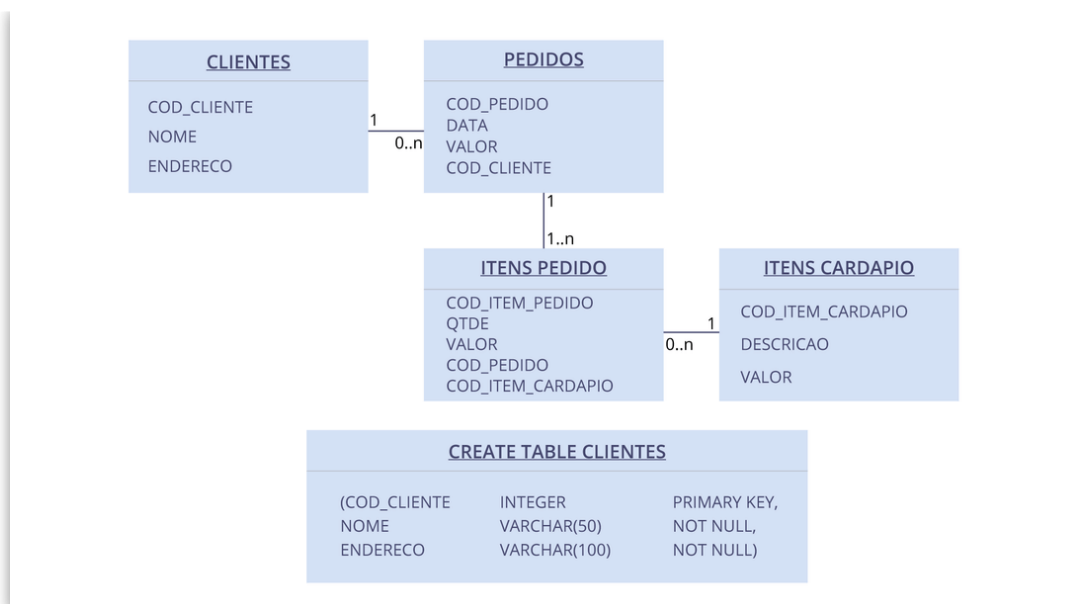 CLIENTES
COD_CLIENTE
NOME
ENDERECO
1
0..n
PEDIDOS
COD_PEDIDO
DATA
VALOR
COD_CLIENTE
1
1..n
ITENS PEDIDO
COD_ITEM_PEDIDO
QTDE
VALOR
COD_PEDIDO
COD_ITEM_CARDAPIO
1
0..n
ITENS CARDAPIO
COD_ITEM_CARDAPIO
DESCRICAO
VALOR
CREATE TABLE CLIENTES
(COD_CLIENTE INTEGER PRIMARY KEY,
NOME VARCHAR(50) NOT NULL,
ENDERECO VARCHAR(100) NOT NULL)